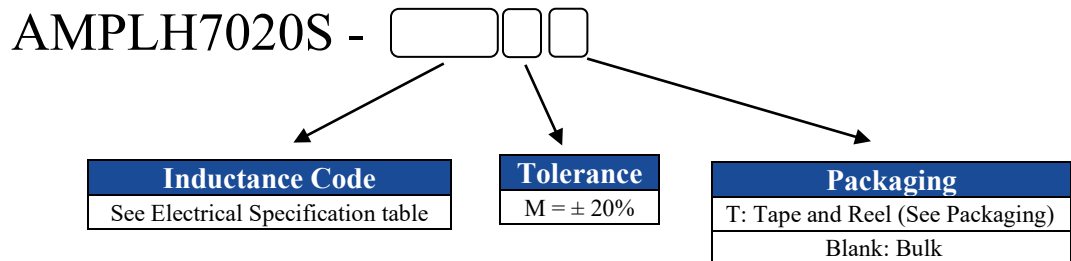 AMPLH7020S -
Inductance Code
See Electrical Specification table
Tolerance
M = ± 20%
Packaging
T: Tape and Reel (See Packaging)
Blank: Bulk